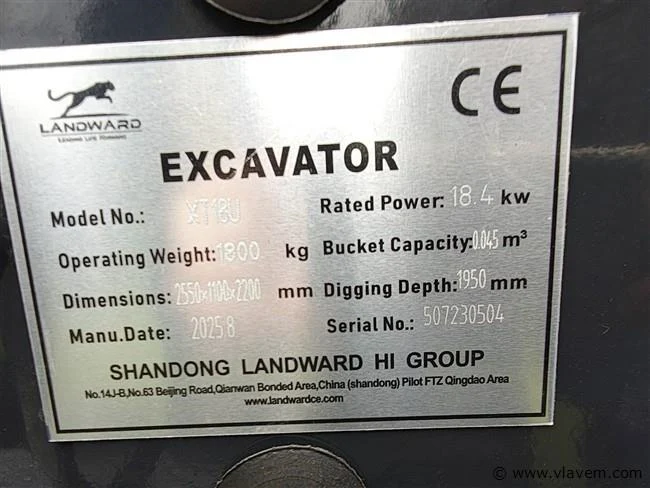 LANDWARD
LEADING LIFE FORWARD
CE
EXCAVATOR
Model No.: XT18U
Rated Power: 18.4 kw
Operating Weight: 1800 kg
Bucket Capacity: 0.045 m³
Dimensions: 2550×1100×2200 mm
Digging Depth: 1950 mm
Manu.Date: 2025.8
Serial No.: 507230504
SHANDONG LANDWARD HI GROUP
No.14J-B,No.63 Beijing Road,Qianwan Bonded Area,China (shandong) Pilot FTZ Qingdao Area
www.landwardce.com
© www.vlavem.com